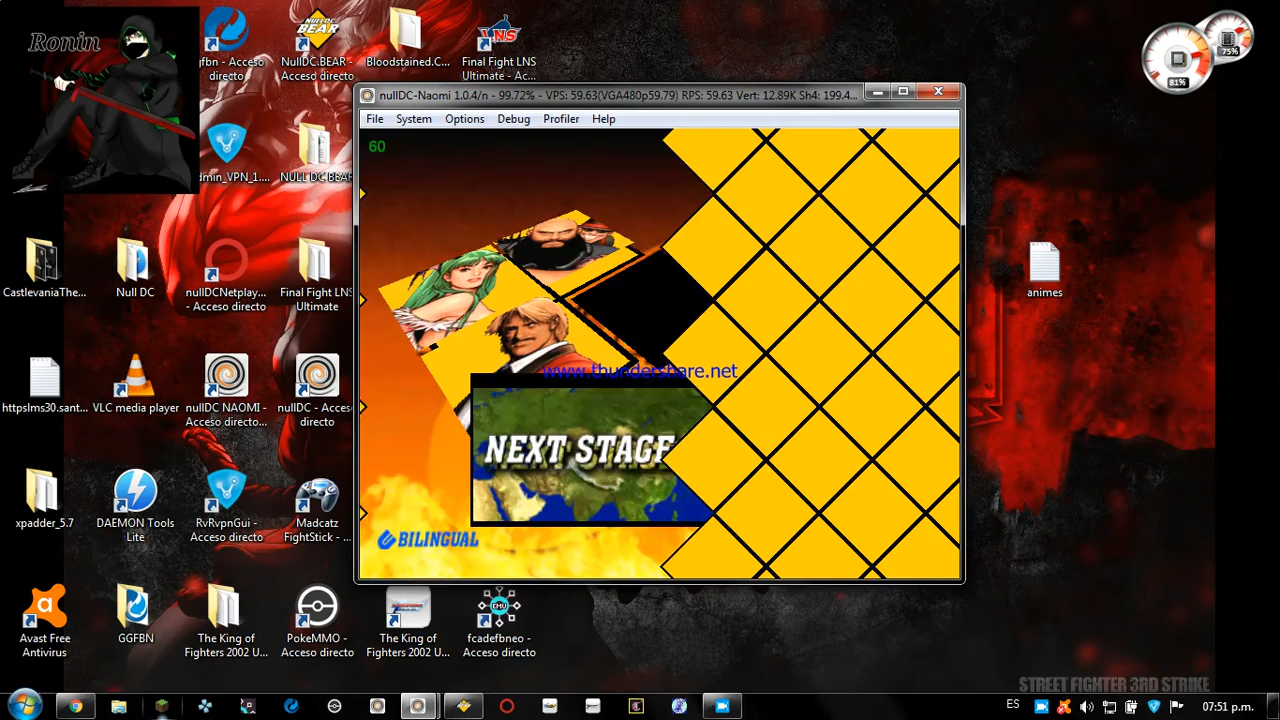 Ronin
gfbn - Acceso
directo
NullDC.BEAR -
Acceso directo
Bloodstained.C...
Final Fight LNS
Ultimate - Ac...
75%
81%
nullDC-Naomi 1.0.4/n - 99.72% - VPS: 59.63(VGA480p59.79) RPS: 59.63 Vert: 12.89K Sh4: 199.4...
File System Options Debug Profiler Help
60
dmin_VPN_1....
NULL DC BEAR
CastlevaniaThe...
Null DC
nullDCNetplay...
- Acceso directo
Final Fight LNS
Ultimate
animes
www.thundershare.net
httpslms30.sant...
VLC media player
nullDC NAOMI -
Acceso directo...
nullDC - Acces
directo
NEXT STAGE
BILINGUAL
xpadder_5.7
DAEMON Tools
Lite
RvRvpnGui -
Acceso directo
Madcatz
FightStick - ...
Avast Free
Antivirus
GGFBN
The King of
Fighters 2002 U...
PokeMMO -
Acceso directo
The King of
Fighters 2002 U...
fcadefbneo -
Acceso directo
STREET FIGHTER 3RD STRIKE
ES
07:51 p.m.